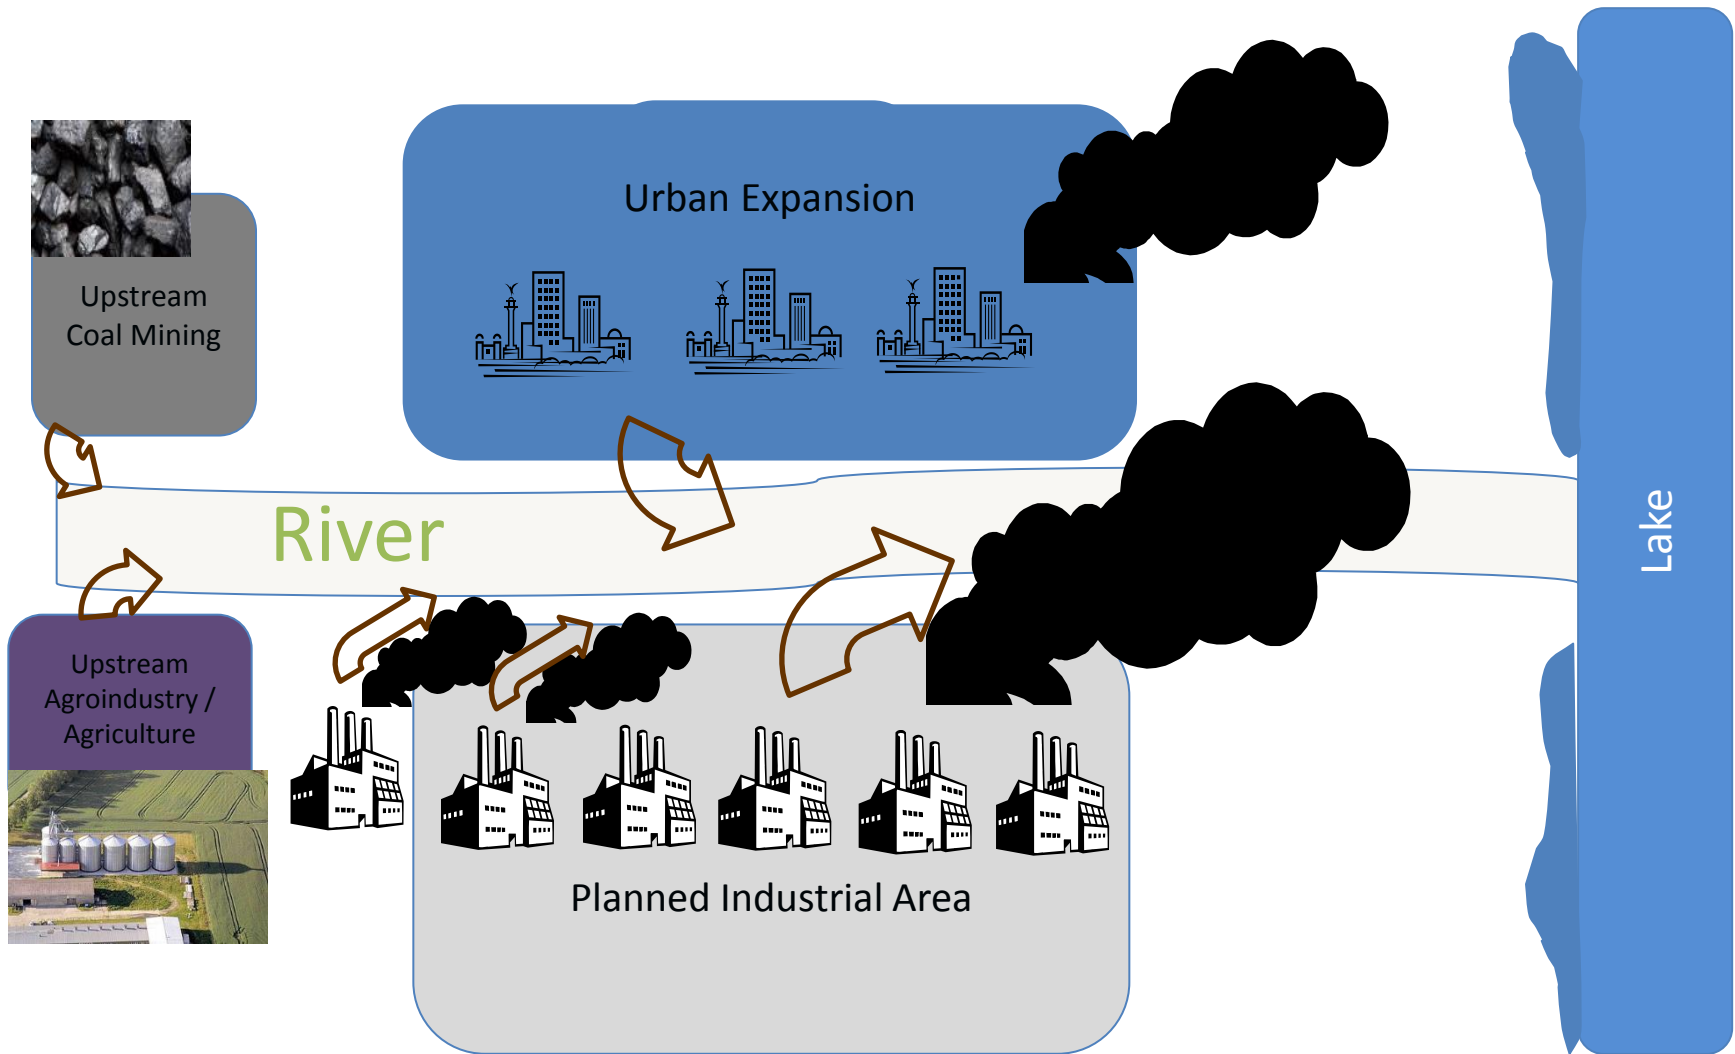 Urban Expansion
Upstream
Coal Mining
River
Lake
Upstream
Agroindustry /
Agriculture
Planned Industrial Area